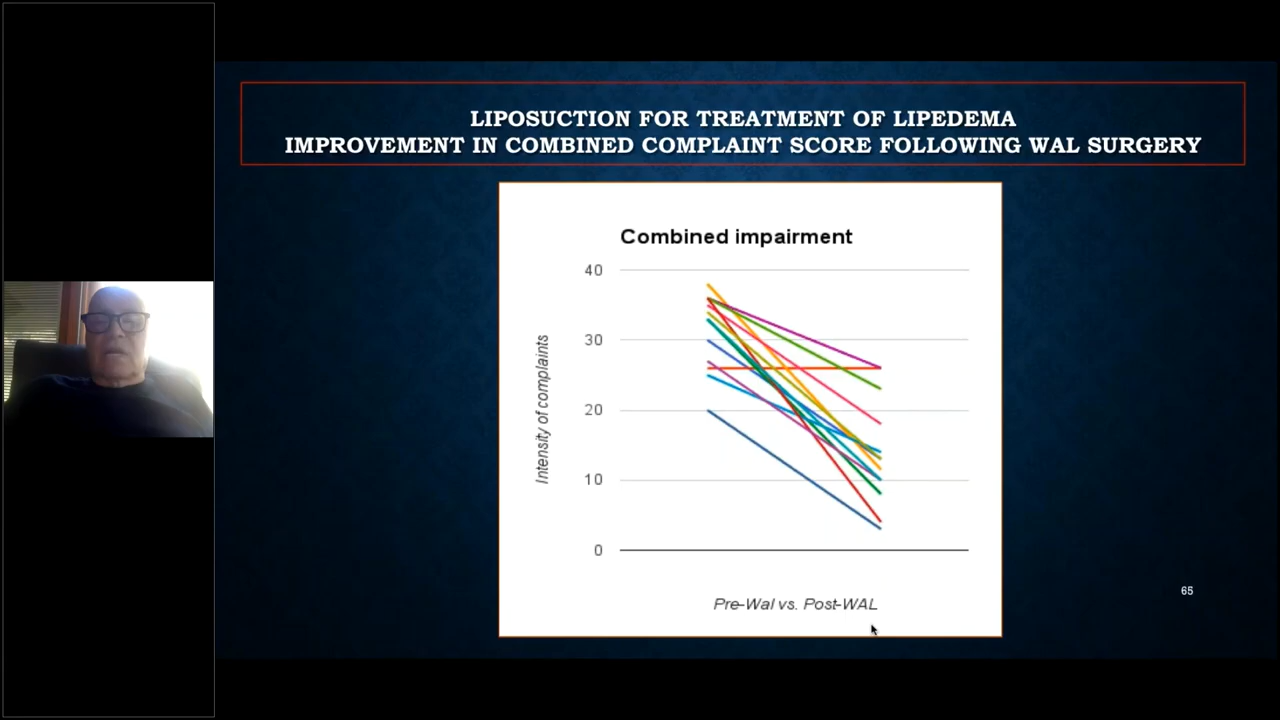 LIPOSUCTION FOR TREATMENT OF LIPEDEMA
IMPROVEMENT IN COMBINED COMPLAINT SCORE FOLLOWING WAL SURGERY
Combined impairment
40
30
20
10
0
Intensity of complaints
Pre-Wal vs. Post-WAL
65